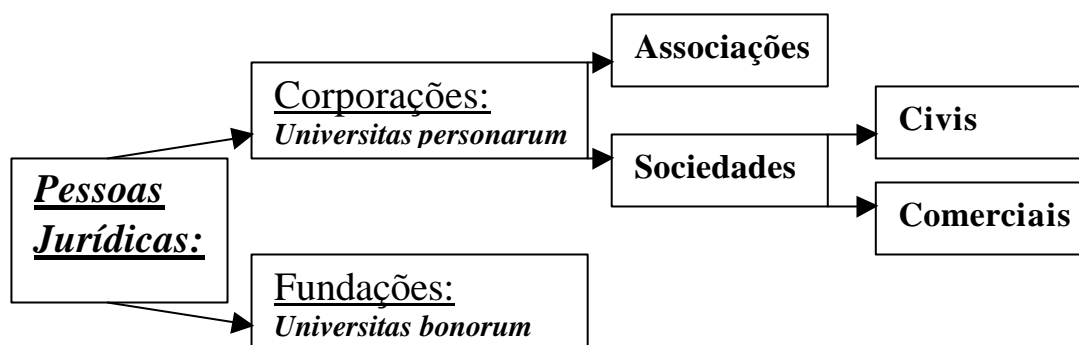 Pessoas
Jurídicas:
Corporações:
Universitas personarum
Fundações:
Universitas bonorum
Associações
Sociedades
Civis
Comerciais